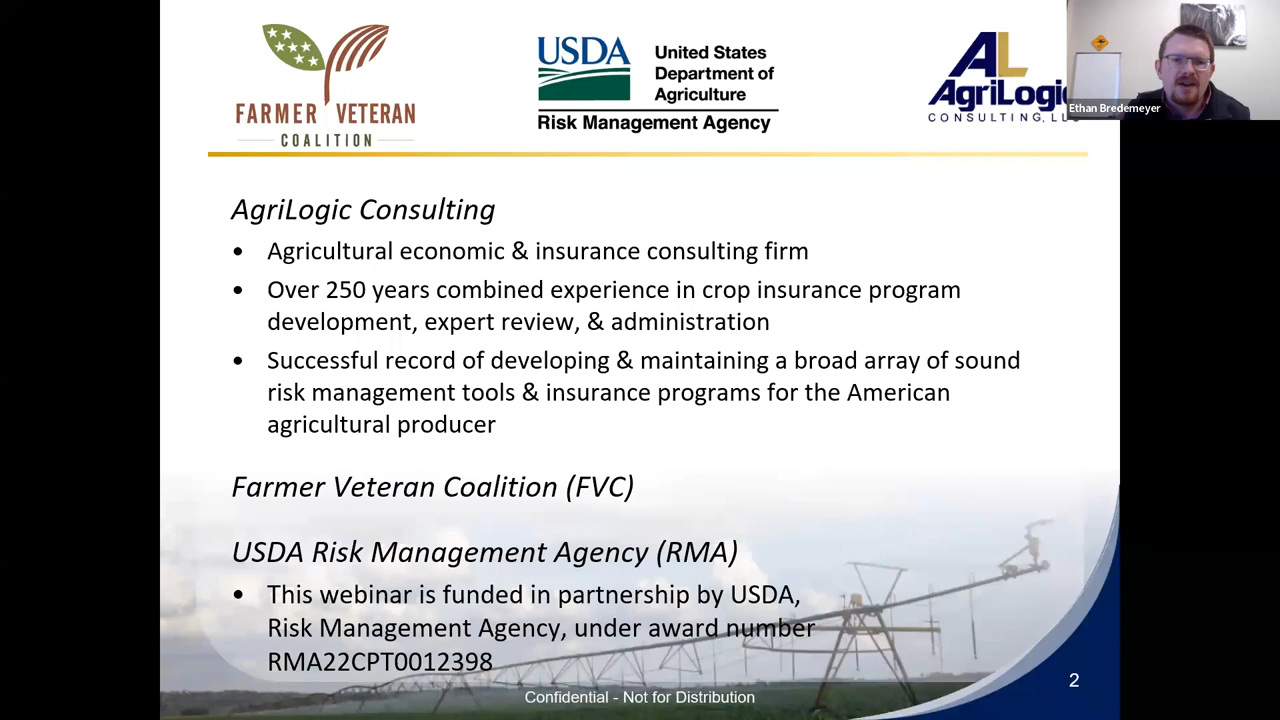 FARMER VETERAN
COALITION
USDA
United States
Department of
Agriculture
Risk Management Agency
AL
AgriLogic
CONSULTING, LLC
Ethan Bredemeyer
AgriLogic Consulting
• Agricultural economic & insurance consulting firm
• Over 250 years combined experience in crop insurance program
development, expert review, & administration
• Successful record of developing & maintaining a broad array of sound
risk management tools & insurance programs for the American
agricultural producer
Farmer Veteran Coalition (FVC)
USDA Risk Management Agency (RMA)
• This webinar is funded in partnership by USDA,
Risk Management Agency, under award number
RMA22CPT0012398
Confidential - Not for Distribution
2